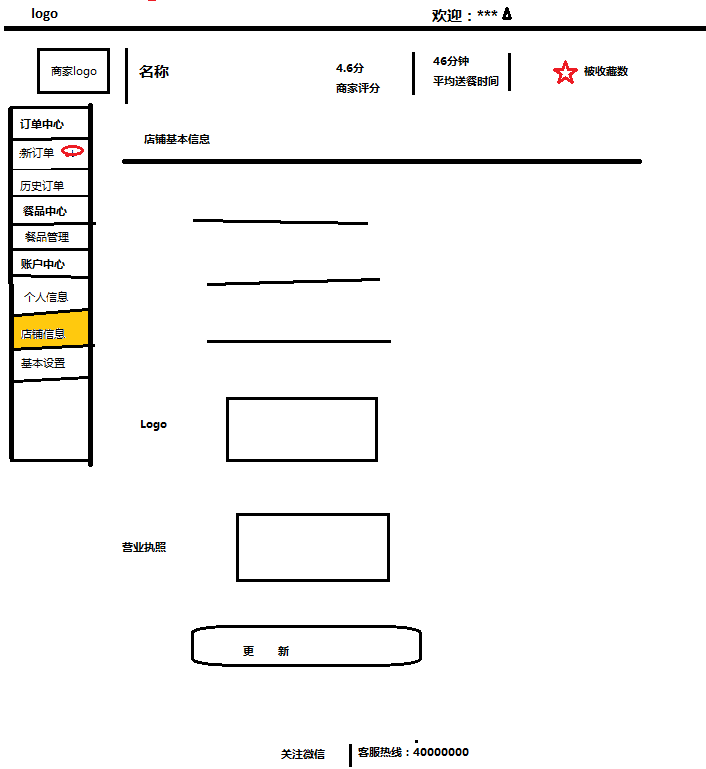 logo
欢迎：***
商家logo
名称
4.6分
商家评分
46分钟
平均送餐时间
被收藏数
订单中心
新订单
历史订单
餐品中心
餐品管理
账户中心
个人信息
店铺信息
基本设置
店铺基本信息
Logo
营业执照
更 新
关注微信
客服热线：40000000